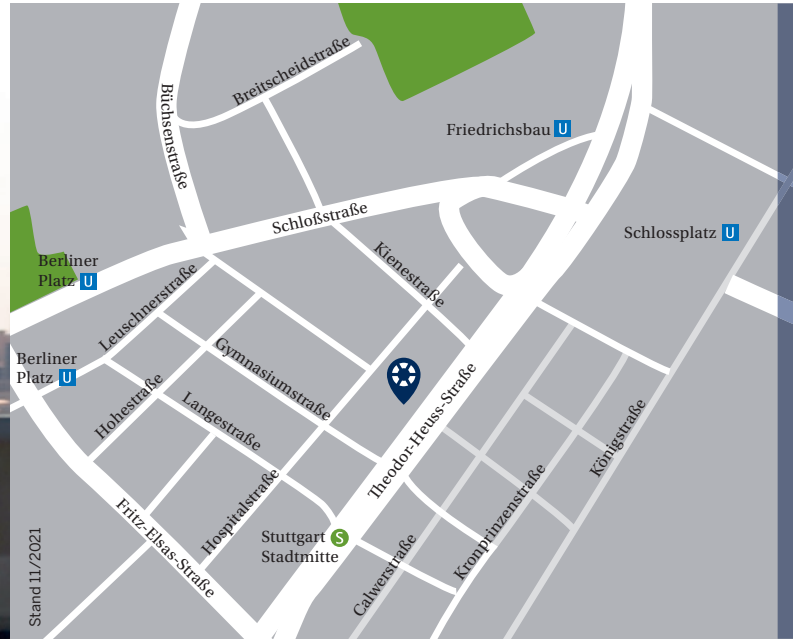 Breitscheidstraße
Büchsenstraße
Friedrichsbau U
Schloßstraße
Schlossplatz U
Berliner
Platz U
Kienestraße
Leuschnerstraße
Berliner
Platz U
Gymnasiumstraße
Hohestraße
Langestraße
Theodor-Heuss-Straße
Königstraße
Hospitalstraße
Kronprinzenstraße
Fritz-Elsas-Straße
Stuttgart S
Stadtmitte
Calwerstraße
Stand 11/2021